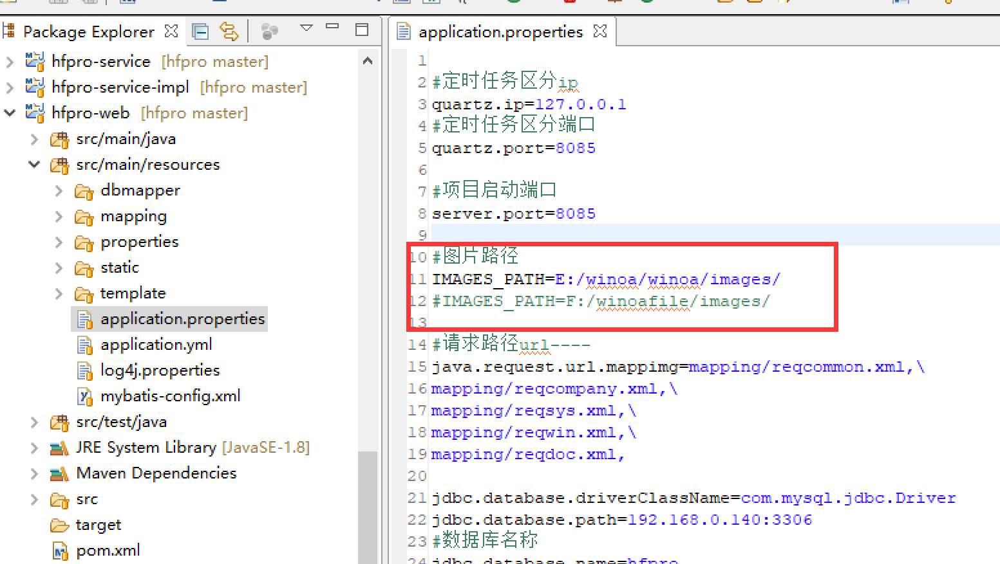 Package Explorer
hfpro-service [hfpro master]
hfpro-service-impl [hfpro master]
hfpro-web [hfpro master]
src/main/java
src/main/resources
dbmapper
mapping
properties
static
template
application.properties
application.yml
log4j.properties
mybatis-config.xml
src/test/java
JRE System Library [JavaSE-1.8]
Maven Dependencies
src
target
pom.xml
application.properties
1
2 #定时任务区分ip
3 quartz.ip=127.0.0.1
4 #定时任务区分端口
5 quartz.port=8085
6
7 #项目启动端口
8 server.port=8085
9
10 #图片路径
11 IMAGES_PATH=E:/winoa/winoa/images/
12 #IMAGES_PATH=F:/winoafile/images/
13
14 #请求路径url----
15 java.request.url.mappimg=mapping/reqcommon.xml,\
16 mapping/reqcompany.xml,\
17 mapping/reqsys.xml,\
18 mapping/reqwin.xml,\
19 mapping/reqdoc.xml,
20
21 jdbc.database.driverClassName=com.mysql.jdbc.Driver
22 jdbc.database.path=192.168.0.140:3306
23 #数据库名称
24 jdbc.database.name=hfpro